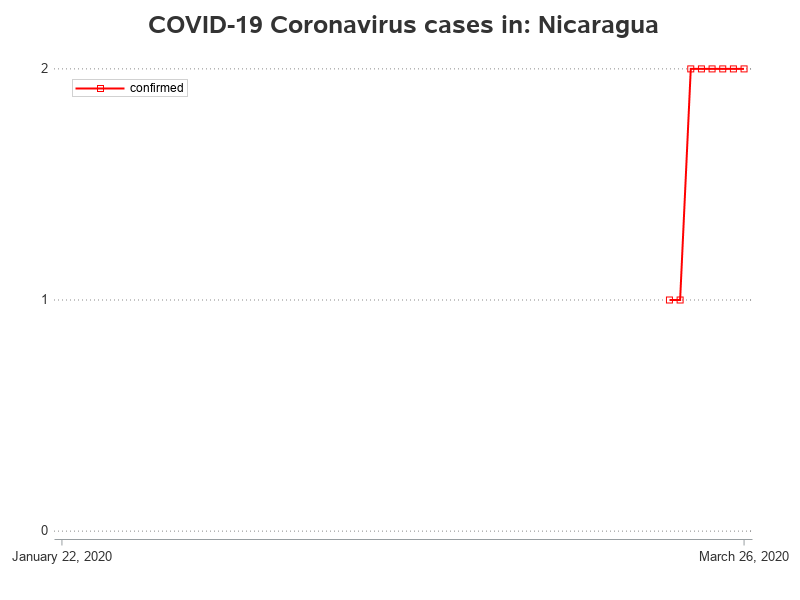 COVID-19 Coronavirus cases in: Nicaragua
2
confirmed
1
0
January 22, 2020
March 26, 2020